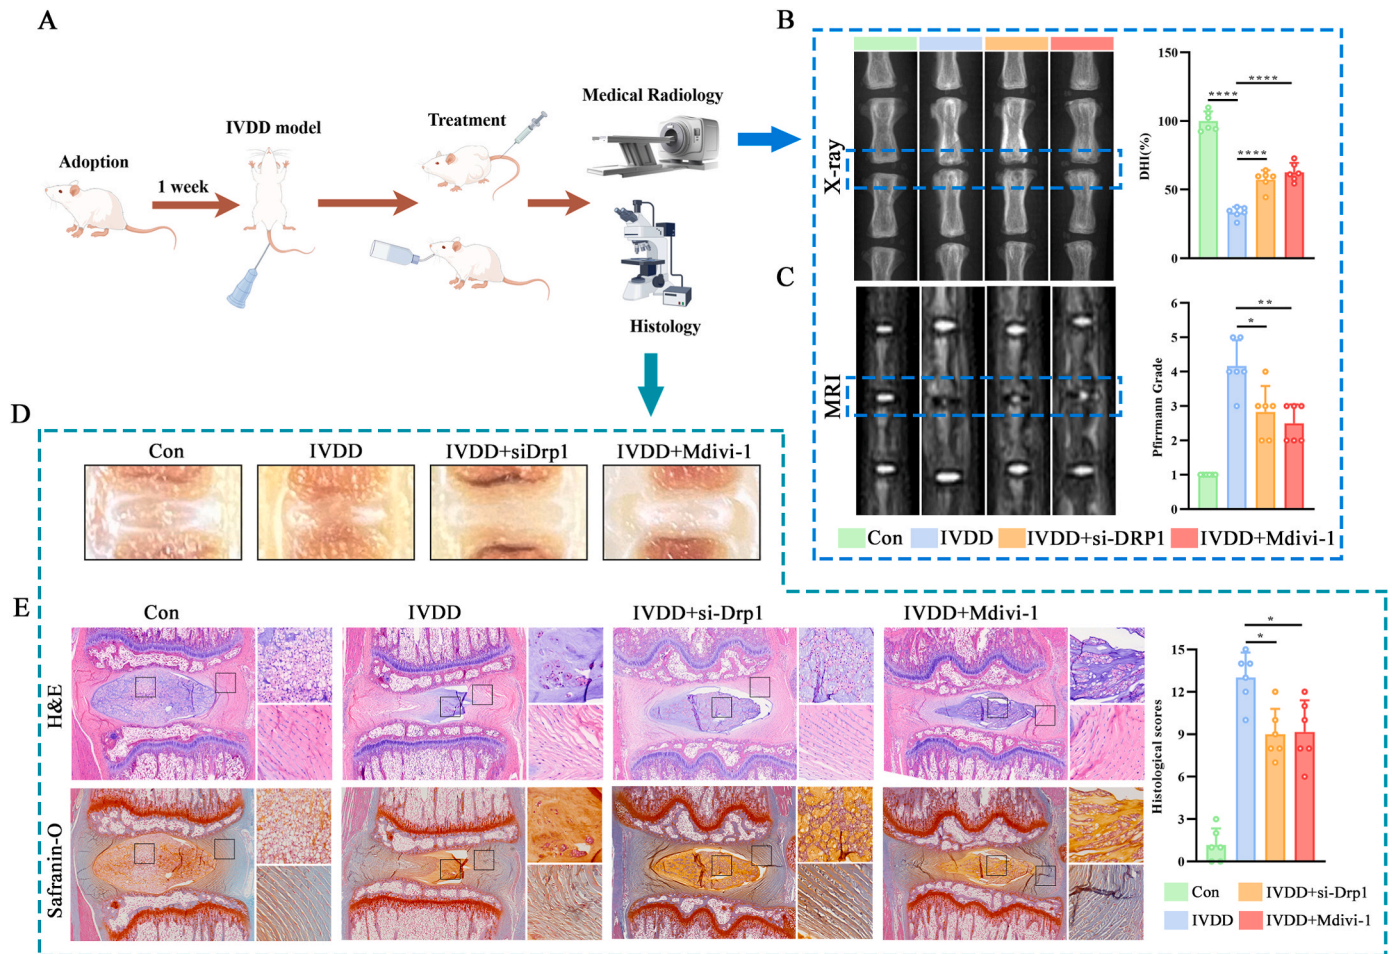 A
Adoption
1 week
IVDD model
Treatment
Medical Radiology
Histology
B
X-ray
DHI(%)
150
100
50
0
****
****
****
C
MRI
Pfirrmann Grade
6
5
4
3
2
1
0
**
*
Con
IVDD
IVDD+si-DRP1
IVDD+Mdivi-1
D
Con
IVDD
IVDD+siDrp1
IVDD+Mdivi-1
E
Con
IVDD
IVDD+si-Drp1
IVDD+Mdivi-1
H&E
Safranin-O
Histological scores
15
12
9
6
3
0
*
*
Con
IVDD+si-Drp1
IVDD
IVDD+Mdivi-1